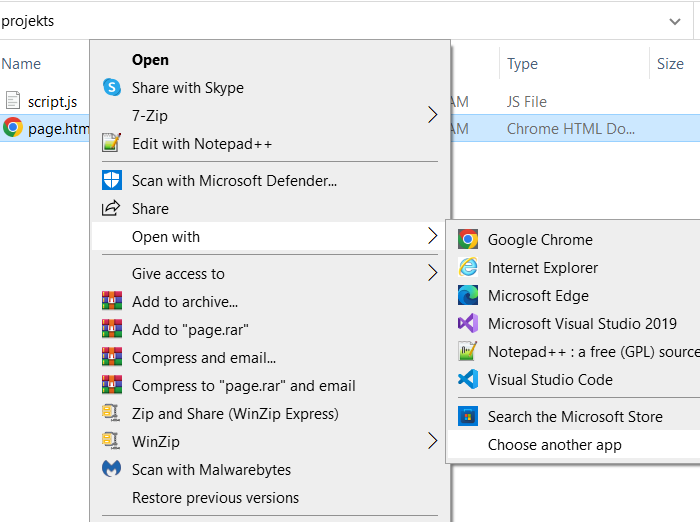 projekts
Name Type Size
script.js AM JS File
page.htm AM Chrome HTML Do...
Open
Share with Skype
7-Zip
Edit with Notepad++
Scan with Microsoft Defender...
Share
Open with
Give access to
Add to archive...
Add to "page.rar"
Compress and email...
Compress to "page.rar" and email
Zip and Share (WinZip Express)
WinZip
Scan with Malwarebytes
Restore previous versions
Google Chrome
Internet Explorer
Microsoft Edge
Microsoft Visual Studio 2019
Notepad++ : a free (GPL) source
Visual Studio Code
Search the Microsoft Store
Choose another app